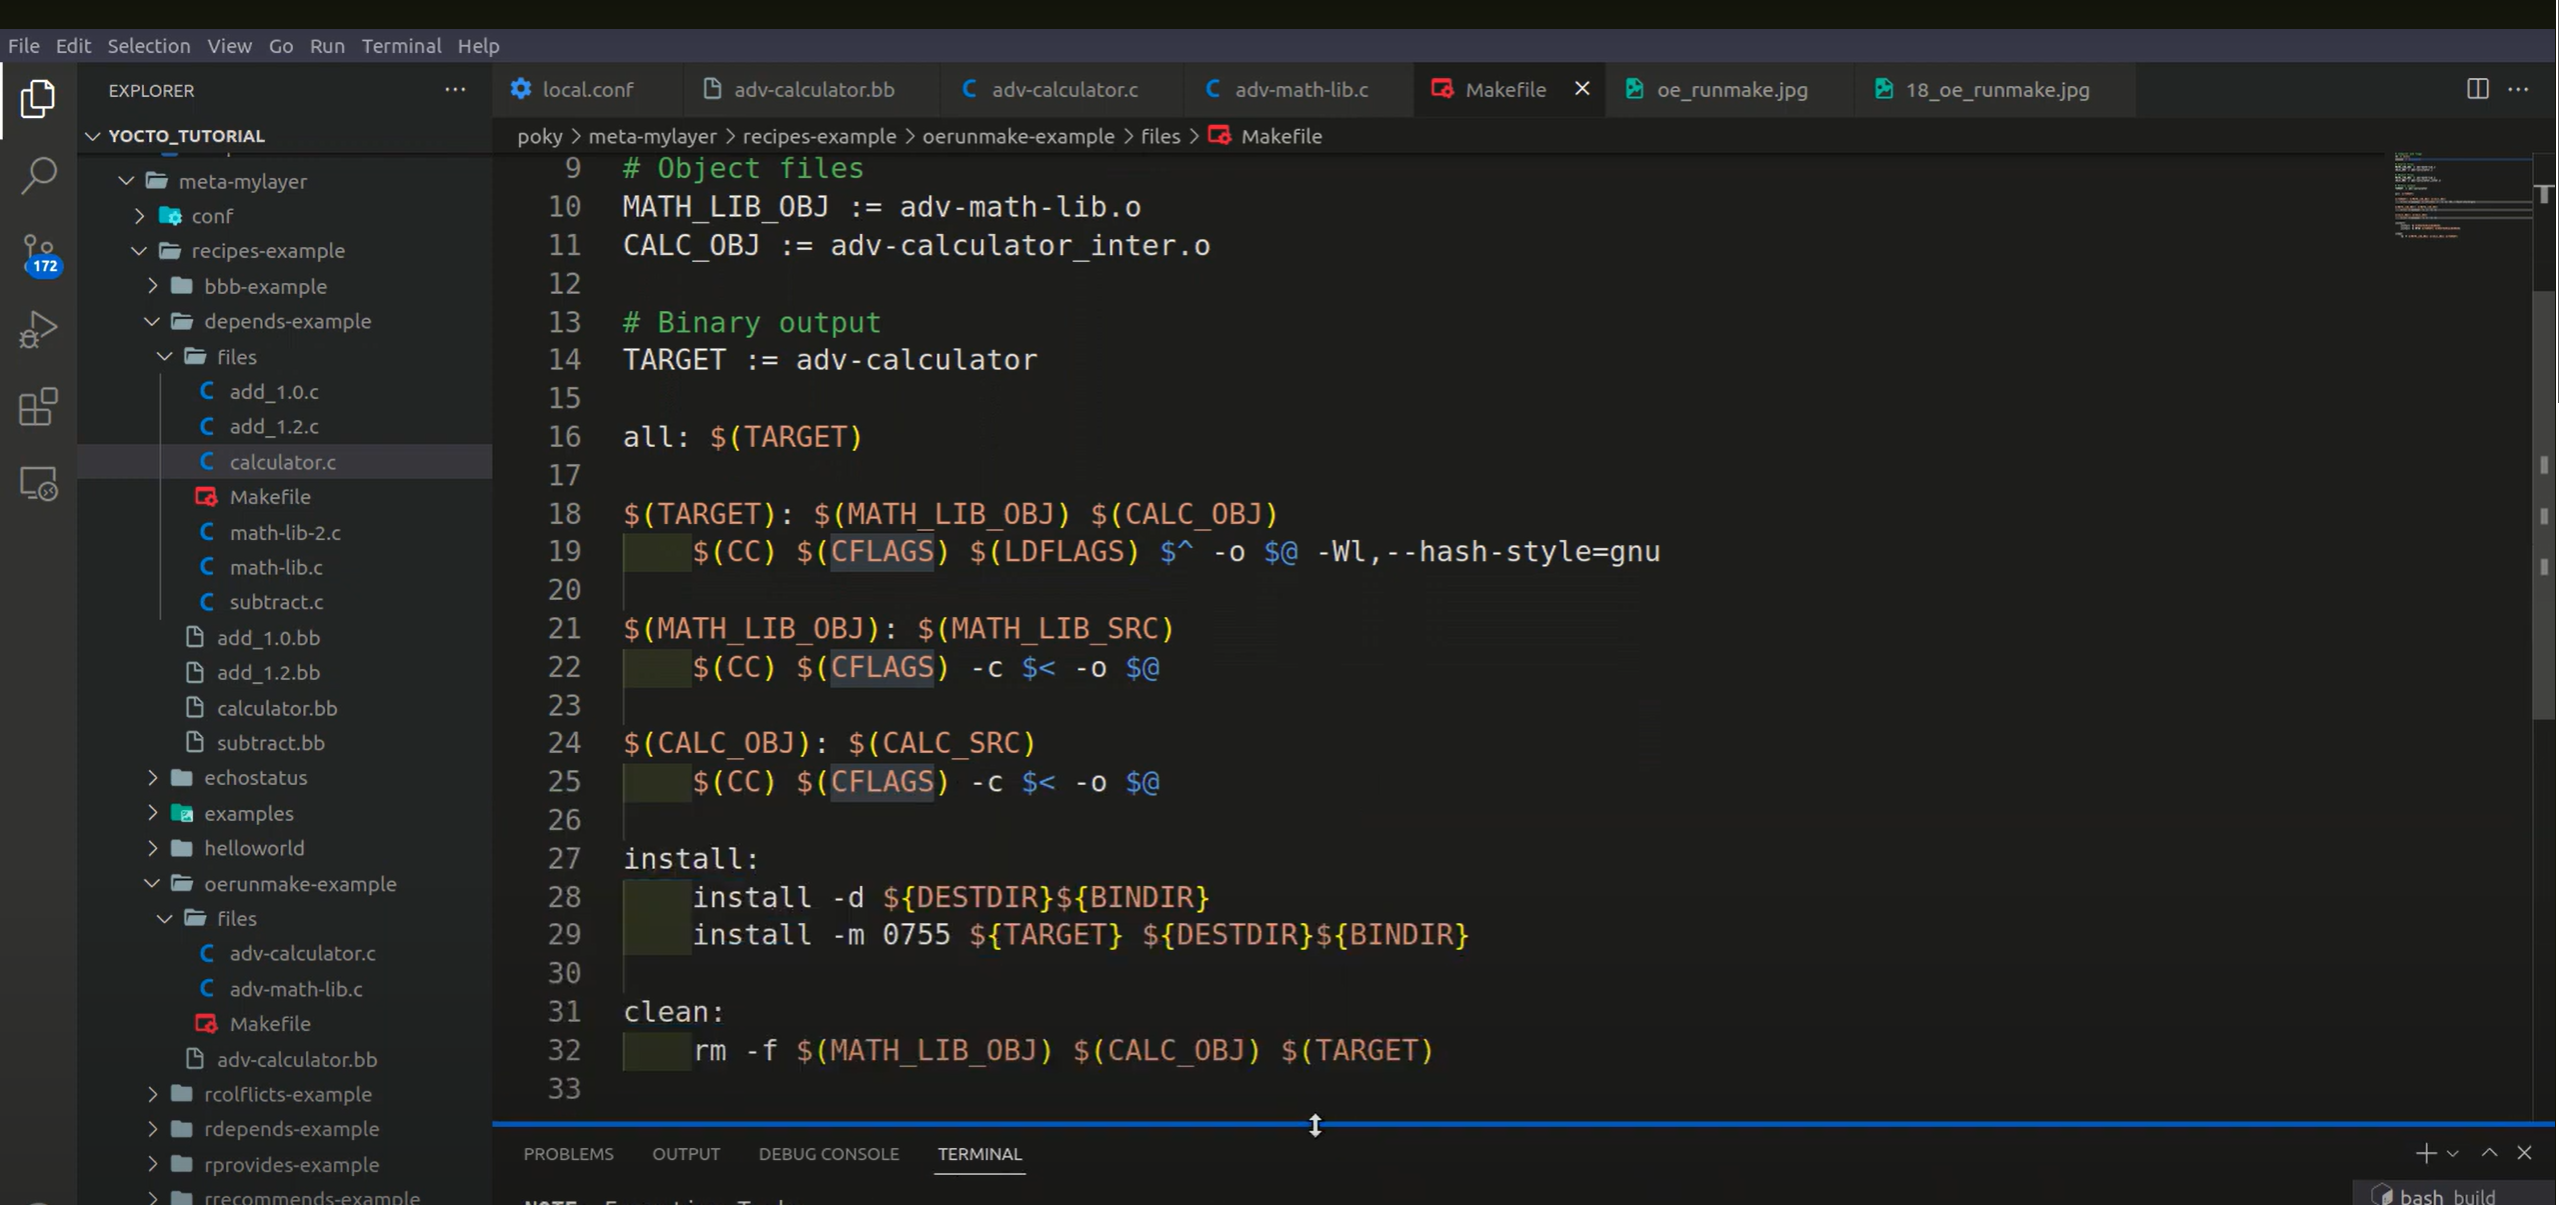 File Edit Selection View Go Run Terminal Help
EXPLORER ···
local.conf adv-calculator.bb adv-calculator.c adv-math-lib.c Makefile oe_runmake.jpg 18_oe_runmake.jpg
YOCTO_TUTORIAL
poky > meta-mylayer > recipes-example > oerunmake-example > files > Makefile
172
meta-mylayer
conf
recipes-example
bbb-example
depends-example
files
C add_1.0.c
C add_1.2.c
C calculator.c
Makefile
C math-lib-2.c
C math-lib.c
C subtract.c
add_1.0.bb
add_1.2.bb
calculator.bb
subtract.bb
echostatus
examples
helloworld
oerunmake-example
files
C adv-calculator.c
C adv-math-lib.c
Makefile
adv-calculator.bb
rcolflicts-example
rdepends-example
rprovides-example
rrecommends-example
9 # Object files
10 MATH_LIB_OBJ := adv-math-lib.o
11 CALC_OBJ := adv-calculator_inter.o
12
13 # Binary output
14 TARGET := adv-calculator
15
16 all: $(TARGET)
17
18 $(TARGET): $(MATH_LIB_OBJ) $(CALC_OBJ)
19 $(CC) $(CFLAGS) $(LDFLAGS) $^ -o $@ -Wl,--hash-style=gnu
20
21 $(MATH_LIB_OBJ): $(MATH_LIB_SRC)
22 $(CC) $(CFLAGS) -c $< -o $@
23
24 $(CALC_OBJ): $(CALC_SRC)
25 $(CC) $(CFLAGS) -c $< -o $@
26
27 install:
28 install -d ${DESTDIR}${BINDIR}
29 install -m 0755 ${TARGET} ${DESTDIR}${BINDIR}
30
31 clean:
32 rm -f $(MATH_LIB_OBJ) $(CALC_OBJ) $(TARGET)
33
PROBLEMS OUTPUT DEBUG CONSOLE TERMINAL
bash build